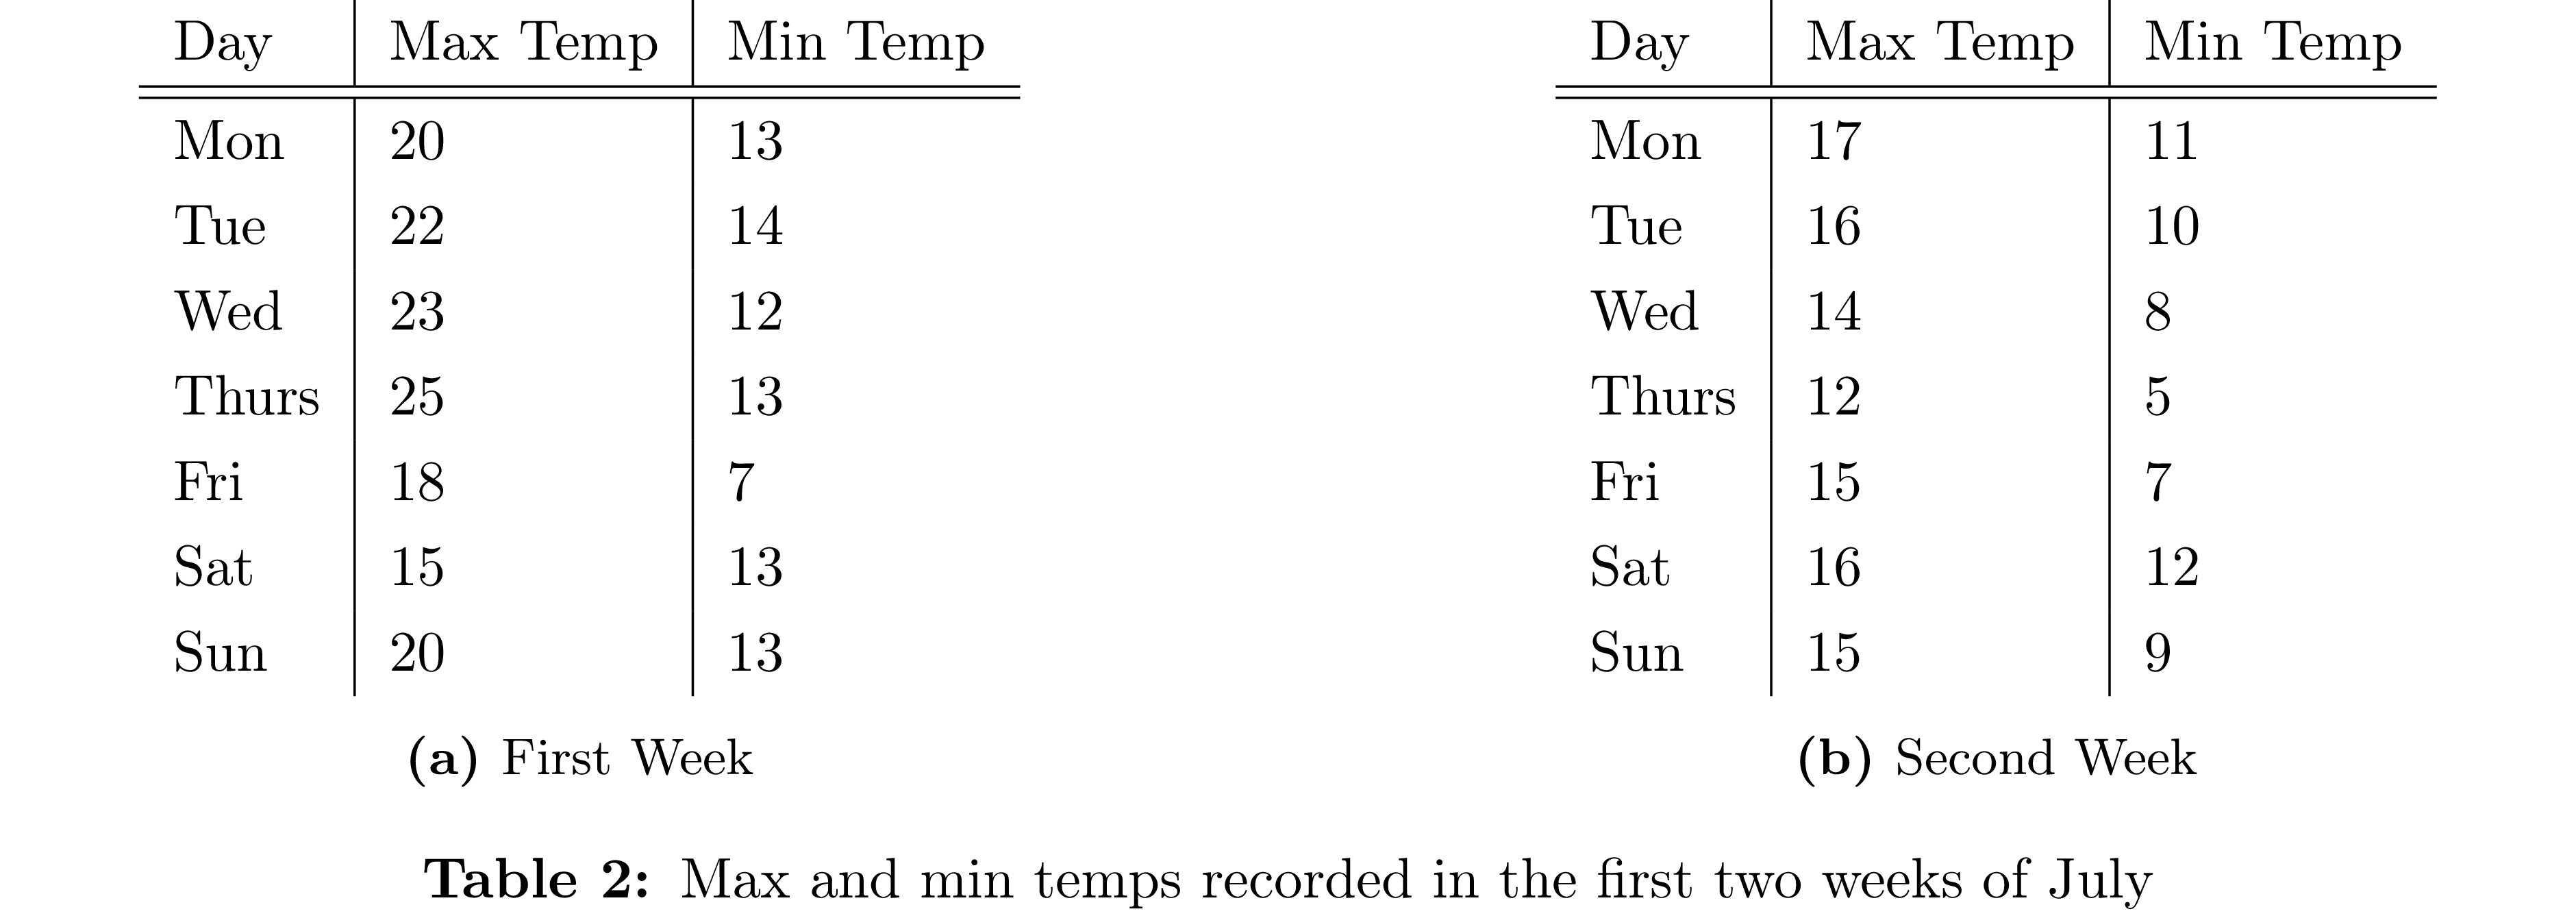 Day Max Temp Min Temp
Mon 20 13
Tue 22 14
Wed 23 12
Thurs 25 13
Fri 18 7
Sat 15 13
Sun 20 13
(a) First Week
Day Max Temp Min Temp
Mon 17 11
Tue 16 10
Wed 14 8
Thurs 12 5
Fri 15 7
Sat 16 12
Sun 15 9
(b) Second Week
Table 2: Max and min temps recorded in the first two weeks of July